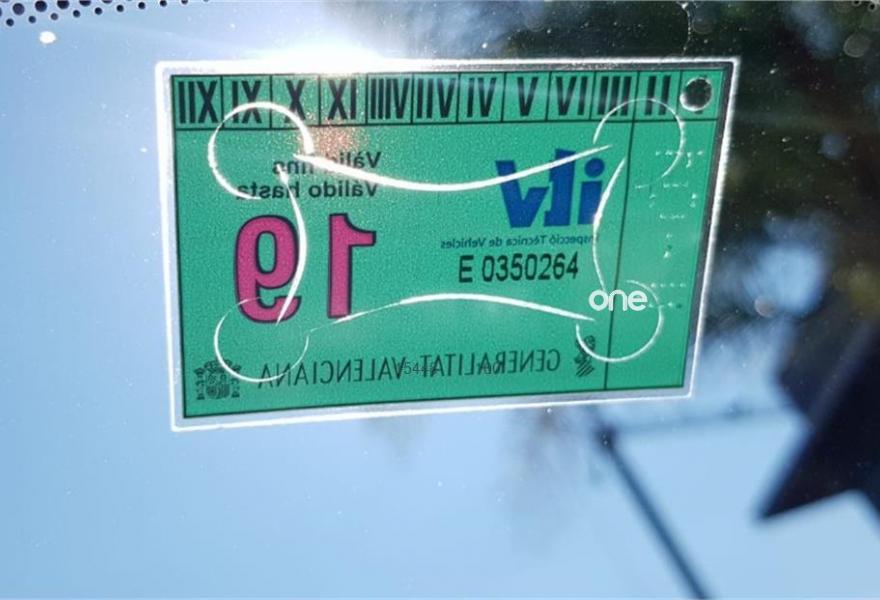 II III IV V VI VII VIII IX X XI XII
itv
Inspecció Tècnica de Vehicles
E 0350264
Vàlid fins
Válido hasta
19
GENERALITAT VALENCIANA
one